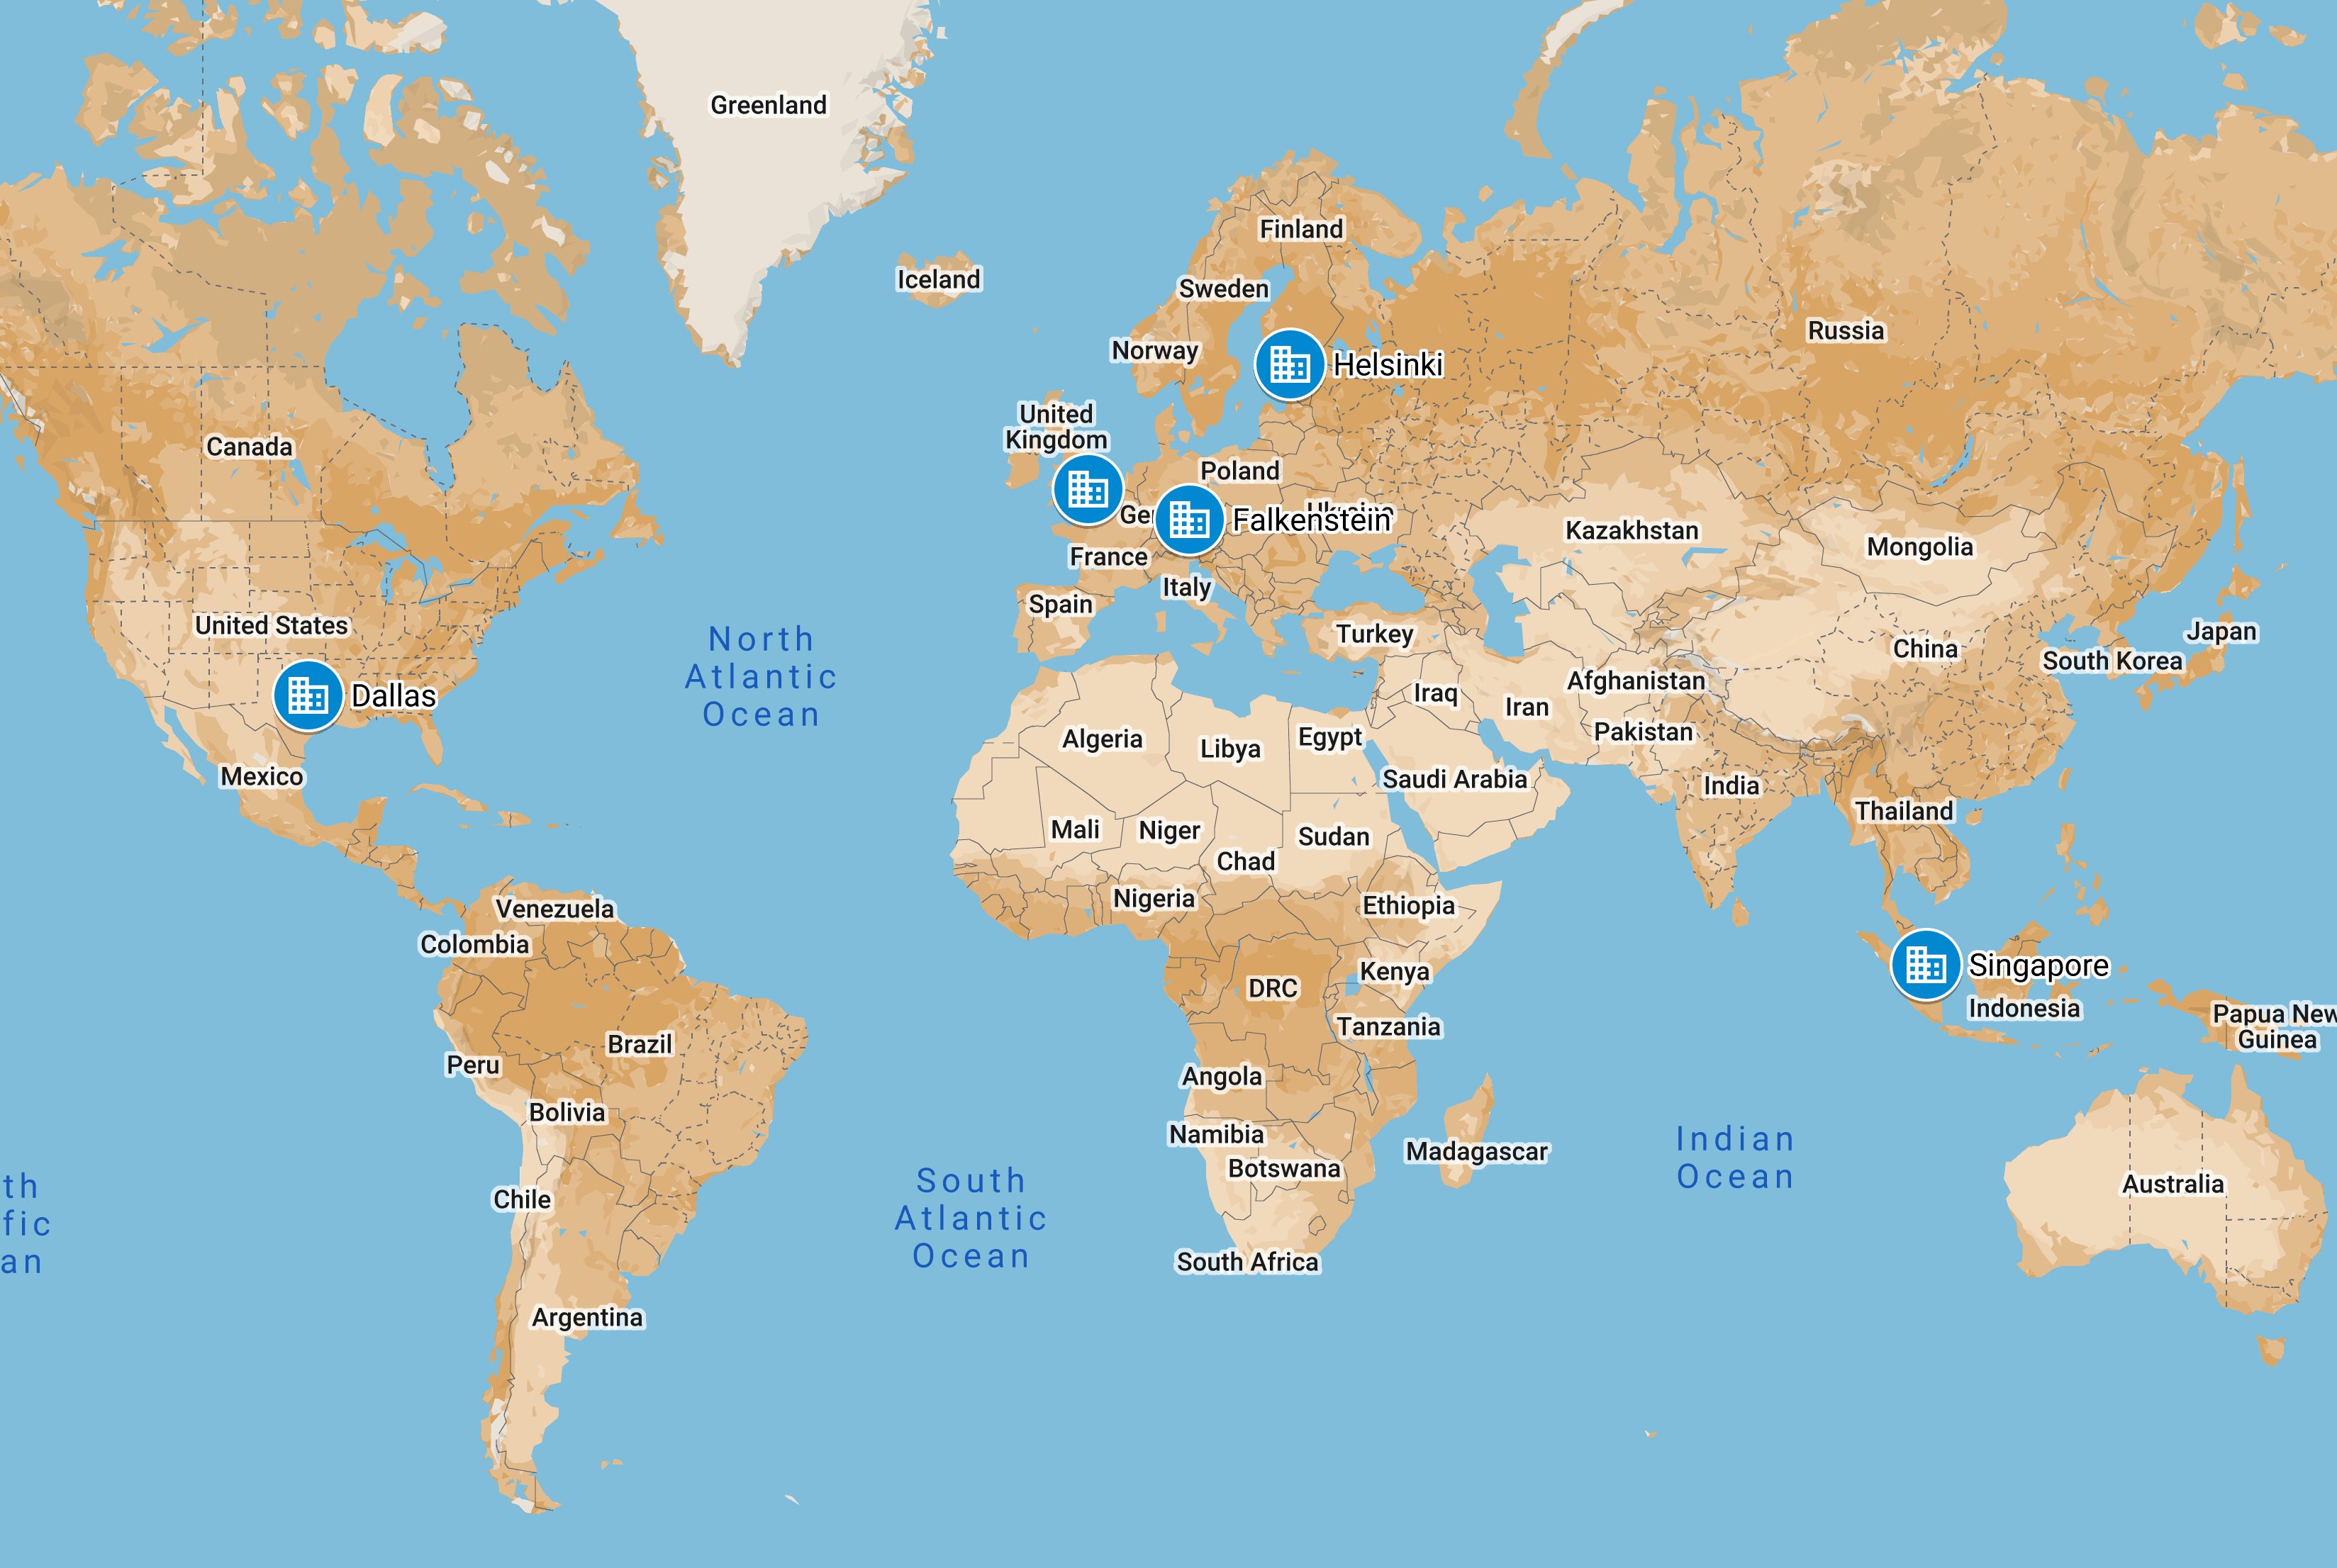 Greenland
Finland
Iceland
Sweden
Russia
Norway
Helsinki
United
Kingdom
Canada
Poland
Falkenstein
Kazakhstan
Mongolia
France
Italy
Spain
United States
Turkey
Japan
North
Atlantic
Ocean
China
South Korea
Afghanistan
Dallas
Iraq
Iran
Pakistan
Algeria
Libya
Egypt
Mexico
Saudi Arabia
India
Thailand
Mali
Niger
Sudan
Chad
Venezuela
Nigeria
Ethiopia
Colombia
Kenya
Singapore
DRC
Indonesia
Papua New
Guinea
Tanzania
Brazil
Peru
Angola
Bolivia
Namibia
Madagascar
Indian
Ocean
Botswana
Australia
th
fic
an
Chile
South
Atlantic
Ocean
South Africa
Argentina